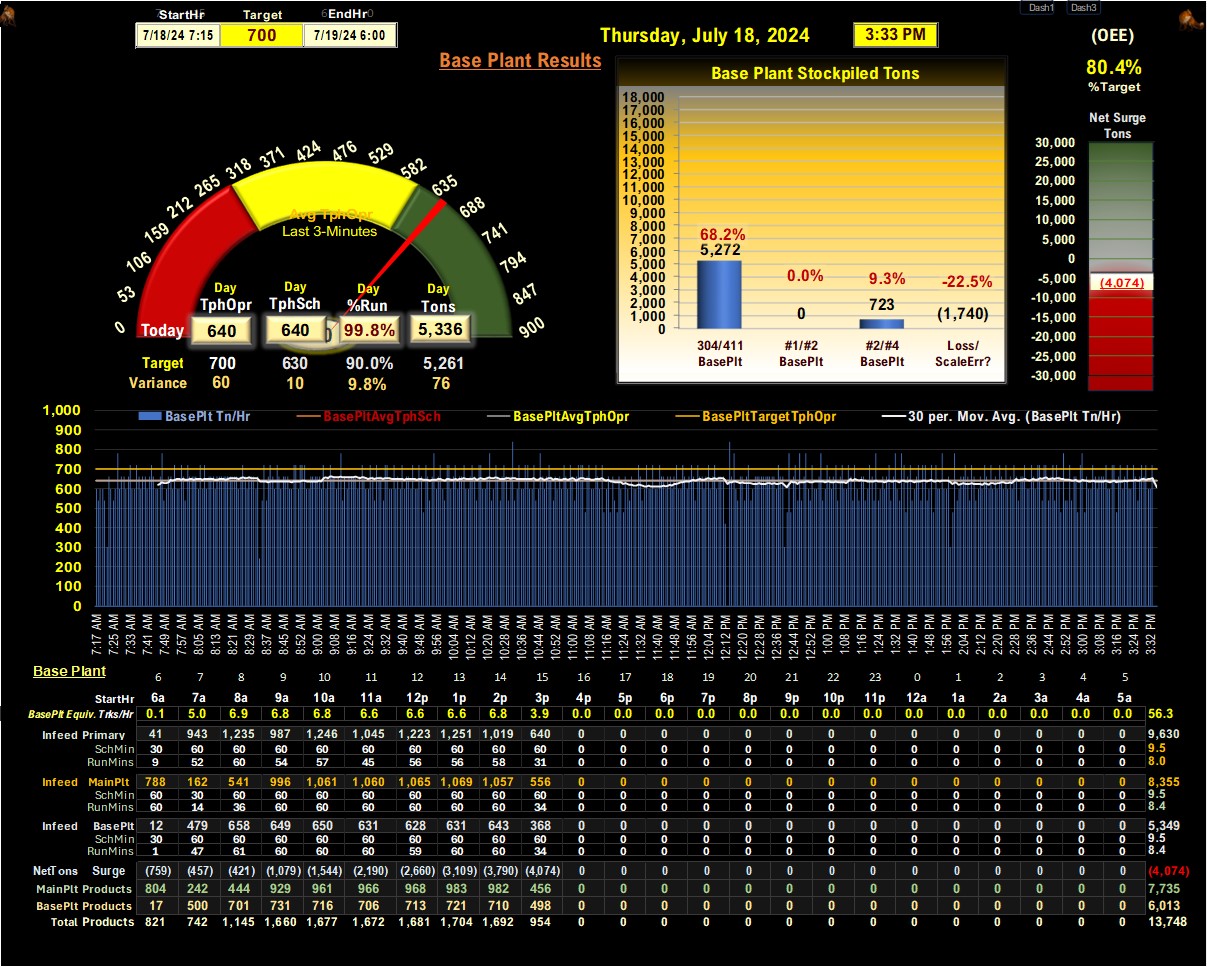 Dash1 Dash3
StartHr Target EndHr
7/18/24 7:15 700 7/19/24 6:00
Thursday, July 18, 2024 3:33 PM
(OEE)
80.4%
%Target
Base Plant Results
Base Plant Stockpiled Tons
18,000
17,000
16,000
15,000
14,000
13,000
12,000
11,000
10,000
9,000
8,000
7,000
6,000
5,000
4,000
3,000
2,000
1,000
0
68.2% 0.0% 9.3% -22.5%
5,272 0 723 (1,740)
304/411 #1/#2 #2/#4 Loss/
BasePlt BasePlt BasePlt ScaleErr?
Net Surge
Tons
30,000
25,000
20,000
15,000
10,000
5,000
0
-5,000
-10,000
-15,000
-20,000
-25,000
-30,000
(4,074)
0 53 106 159 212 265 318 371 424 476 529 582 635 688 741 794 847 900
Avg TphOpr
Last 3-Minutes
Day Day Day Day
TphOpr TphSch %Run Tons
Today 640 640 99.8% 5,336
Target 700 630 90.0% 5,261
Variance 60 10 9.8% 76
BasePlt Tn/Hr BasePltAvgTphSch BasePltAvgTphOpr BasePltTargetTphOpr 30 per. Mov. Avg. (BasePlt Tn/Hr)
1,000
900
800
700
600
500
400
300
200
100
0
7:17 AM 7:25 AM 7:33 AM 7:41 AM 7:49 AM 7:57 AM 8:05 AM 8:13 AM 8:21 AM 8:29 AM 8:37 AM 8:45 AM 8:52 AM 9:00 AM 9:08 AM 9:16 AM 9:24 AM 9:32 AM 9:40 AM 9:48 AM 9:56 AM 10:04 AM 10:12 AM 10:20 AM 10:28 AM 10:36 AM 10:44 AM 10:52 AM 11:00 AM 11:08 AM 11:16 AM 11:24 AM 11:32 AM 11:40 AM 11:48 AM 11:56 AM 12:04 PM 12:12 PM 12:20 PM 12:28 PM 12:36 PM 12:44 PM 12:52 PM 1:00 PM 1:08 PM 1:16 PM 1:24 PM 1:32 PM 1:40 PM 1:48 PM 1:56 PM 2:04 PM 2:12 PM 2:20 PM 2:28 PM 2:36 PM 2:44 PM 2:52 PM 3:00 PM 3:08 PM 3:16 PM 3:24 PM 3:32 PM
Base Plant 6 7 8 9 10 11 12 13 14 15 16 17 18 19 20 21 22 23 0 1 2 3 4 5
StartHr 6a 7a 8a 9a 10a 11a 12p 1p 2p 3p 4p 5p 6p 7p 8p 9p 10p 11p 12a 1a 2a 3a 4a 5a
BasePlt Equiv. Trks/Hr 0.1 5.0 6.9 6.8 6.8 6.6 6.6 6.6 6.8 3.9 0.0 0.0 0.0 0.0 0.0 0.0 0.0 0.0 0.0 0.0 0.0 0.0 0.0 0.0 56.3
Infeed Primary 41 943 1,235 987 1,246 1,045 1,223 1,251 1,019 640 0 0 0 0 0 0 0 0 0 0 0 0 0 0 9,630
SchMin 30 60 60 60 60 60 60 60 60 60 0 0 0 0 0 0 0 0 0 0 0 0 0 0 9.5
RunMins 9 52 60 54 57 45 56 56 58 31 0 0 0 0 0 0 0 0 0 0 0 0 0 0 8.0
Infeed MainPlt 788 162 541 996 1,061 1,060 1,065 1,069 1,057 556 0 0 0 0 0 0 0 0 0 0 0 0 0 0 8,355
SchMin 60 30 60 60 60 60 60 60 60 60 0 0 0 0 0 0 0 0 0 0 0 0 0 0 9.5
RunMins 60 14 36 60 60 60 60 60 60 34 0 0 0 0 0 0 0 0 0 0 0 0 0 0 8.4
Infeed BasePlt 12 479 658 649 650 631 628 631 643 368 0 0 0 0 0 0 0 0 0 0 0 0 0 0 5,349
SchMin 30 60 60 60 60 60 60 60 60 60 0 0 0 0 0 0 0 0 0 0 0 0 0 0 9.5
RunMins 1 47 61 60 60 60 59 60 60 34 0 0 0 0 0 0 0 0 0 0 0 0 0 0 8.4
NetTons Surge (759) (457) (421) (1,079) (1,544) (2,190) (2,660) (3,109) (3,790) (4,074) 0 0 0 0 0 0 0 0 0 0 0 0 0 0 (4,074)
MainPlt Products 804 242 444 929 961 966 968 983 982 456 0 0 0 0 0 0 0 0 0 0 0 0 0 0 7,735
BasePlt Products 17 500 701 731 716 706 713 721 710 498 0 0 0 0 0 0 0 0 0 0 0 0 0 0 6,013
Total Products 821 742 1,145 1,660 1,677 1,672 1,681 1,704 1,692 954 0 0 0 0 0 0 0 0 0 0 0 0 0 0 13,748